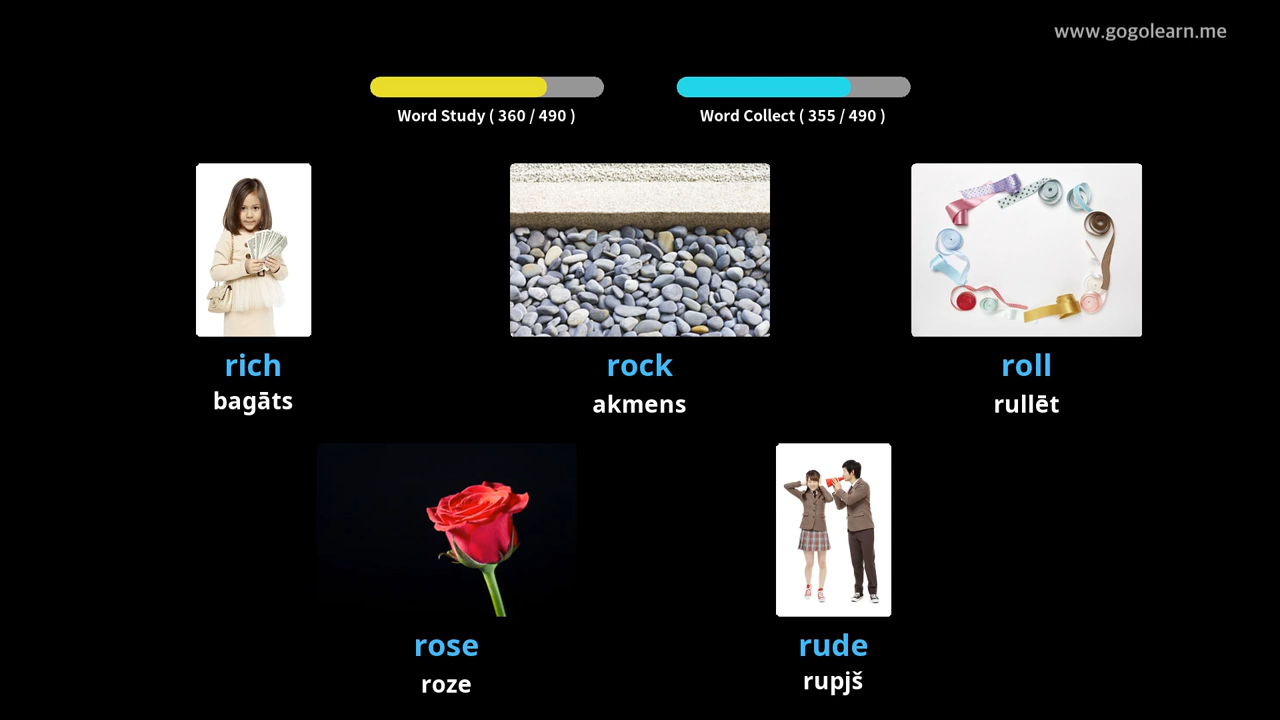 www.gogolearn.me
Word Study ( 360 / 490 )
Word Collect ( 355 / 490 )
rich
bagāts
rock
akmens
roll
rullēt
rose
roze
rude
rupjš